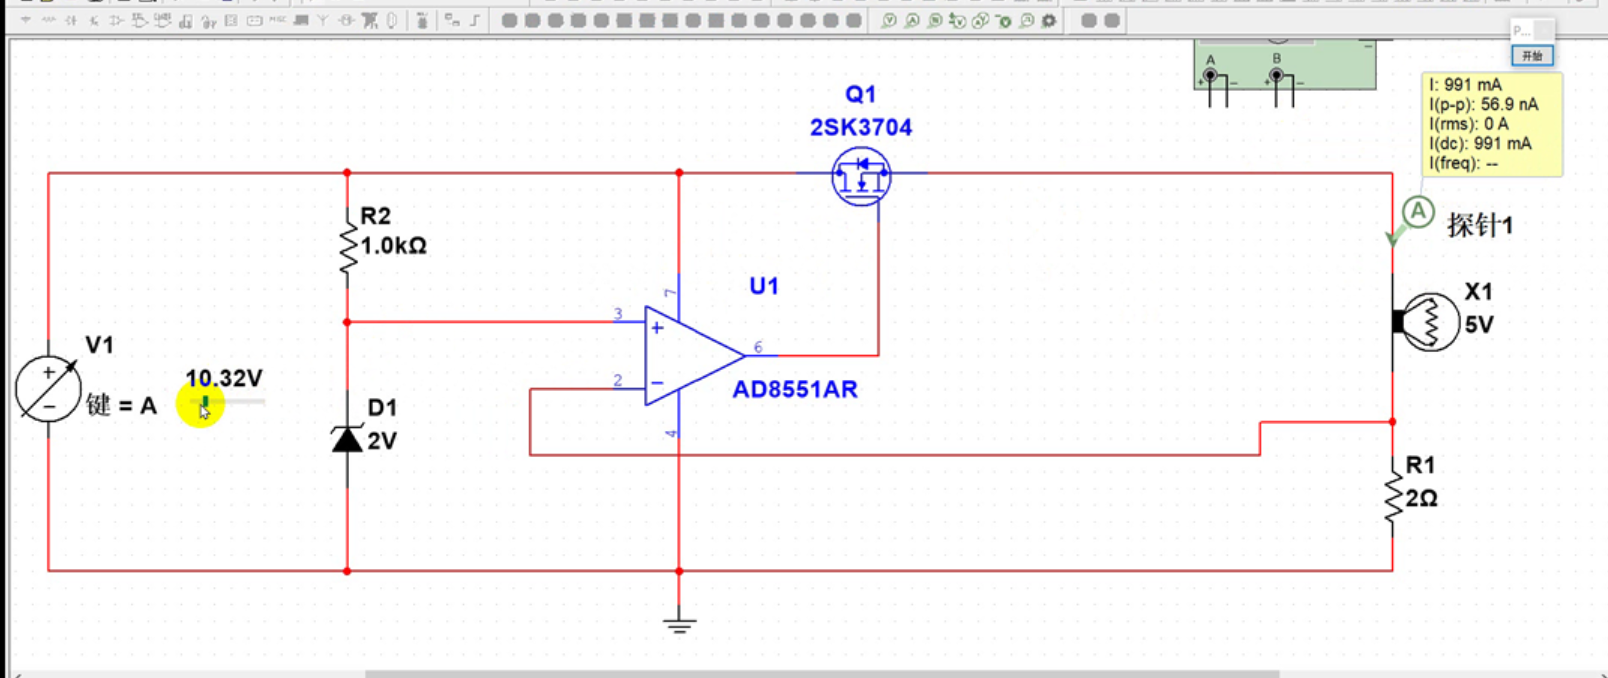 P...
开始
A
B
I: 991 mA
I(p-p): 56.9 nA
I(rms): 0 A
I(dc): 991 mA
I(freq): --
Q1
2SK3704
A
探针1
R2
1.0kΩ
U1
7
3
+
6
2
−
4
AD8551AR
X1
5V
V1
+
−
键 = A
10.32V
D1
2V
R1
2Ω